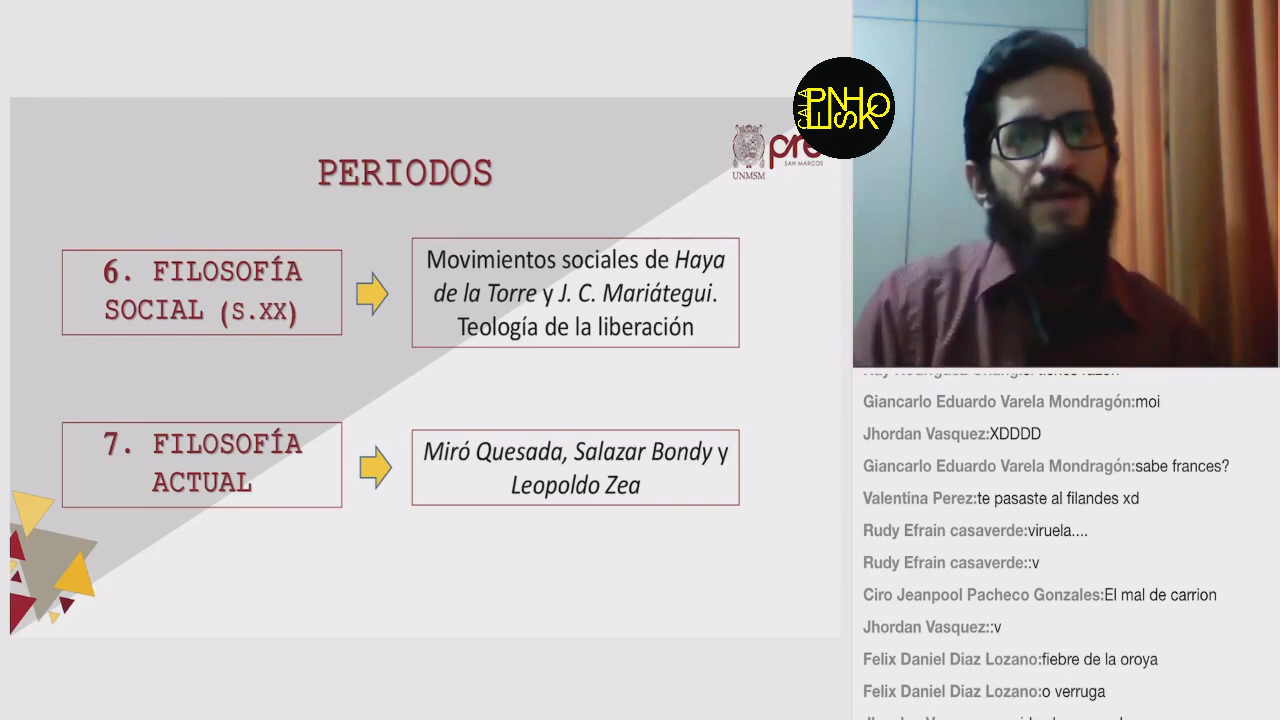 PERIODOS
UNMSM
pre
SAN MARCOS
CALA
PENSHKO
6. FILOSOFÍA
SOCIAL (S.XX)
Movimientos sociales de Haya
de la Torre y J. C. Mariátegui.
Teología de la liberación
7. FILOSOFÍA
ACTUAL
Miró Quesada, Salazar Bondy y
Leopoldo Zea
Giancarlo Eduardo Varela Mondragón:moi
Jhordan Vasquez:XDDDD
Giancarlo Eduardo Varela Mondragón:sabe frances?
Valentina Perez:te pasaste al filandes xd
Rudy Efrain casaverde:viruela....
Rudy Efrain casaverde::v
Ciro Jeanpool Pacheco Gonzales:El mal de carrion
Jhordan Vasquez::v
Felix Daniel Diaz Lozano:fiebre de la oroya
Felix Daniel Diaz Lozano:o verruga